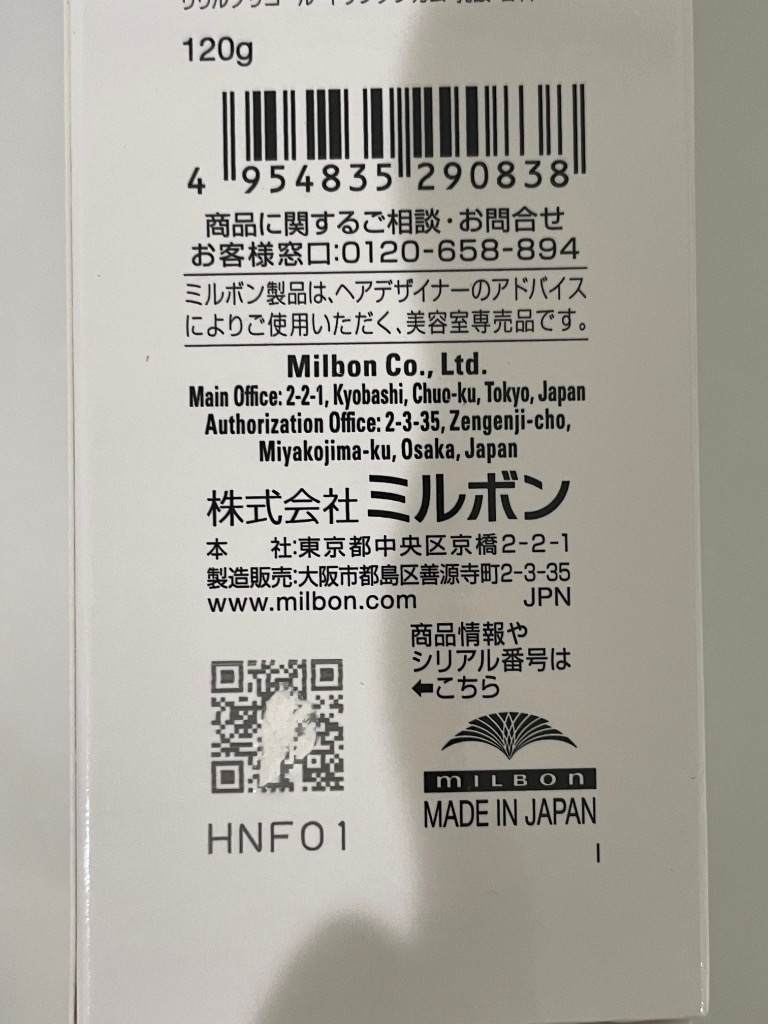 120g
4 954835 290838
商品に関するご相談・お問合せ
お客様窓口:0120-658-894
ミルボン製品は、ヘアデザイナーのアドバイス
によりご使用いただく、美容室専売品です。
Milbon Co., Ltd.
Main Office: 2-2-1, Kyobashi, Chuo-ku, Tokyo, Japan
Authorization Office: 2-3-35, Zengenji-cho,
Miyakojima-ku, Osaka, Japan
株式会社ミルボン
本 社:東京都中央区京橋2-2-1
製造販売:大阪市都島区善源寺町2-3-35
www.milbon.com JPN
商品情報や
シリアル番号は
⬅こちら
MILBON
MADE IN JAPAN
HNF01
I